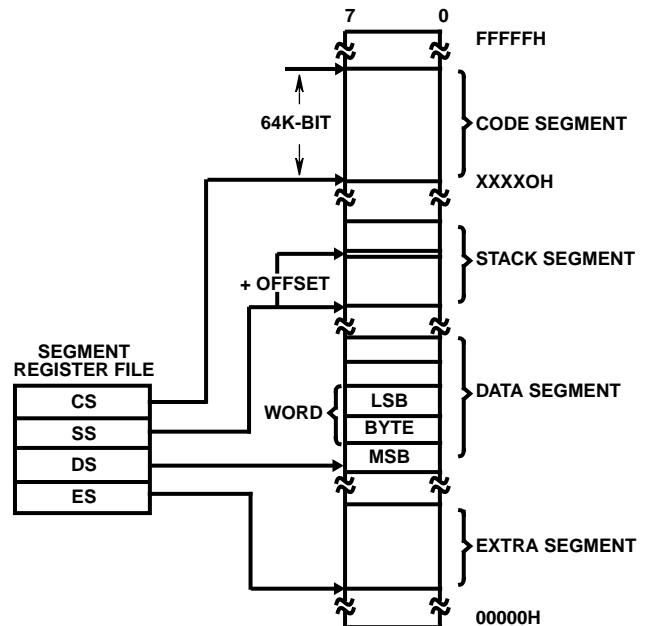 7 0
FFFFFH
64K-BIT
CODE SEGMENT
XXXXOH
STACK SEGMENT
+ OFFSET
SEGMENT
REGISTER FILE
CS
SS
DS
ES
WORD
LSB
BYTE
MSB
DATA SEGMENT
EXTRA SEGMENT
00000H